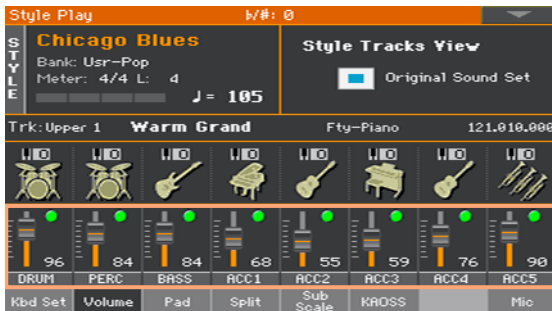 Style Play ♭/#: 0
STYLE
Chicago Blues
Bank: Usr-Pop
Meter: 4/4 L: 4
♩= 105
Style Tracks View
Original Sound Set
Trk: Upper 1 Warm Grand Fty-Piano 121.010.000
96 84 84 68 55 59 76 90
DRUM PERC BASS ACC1 ACC2 ACC3 ACC4 ACC5
Kbd Set Volume Pad Split Sub Scale KAOSS Mic